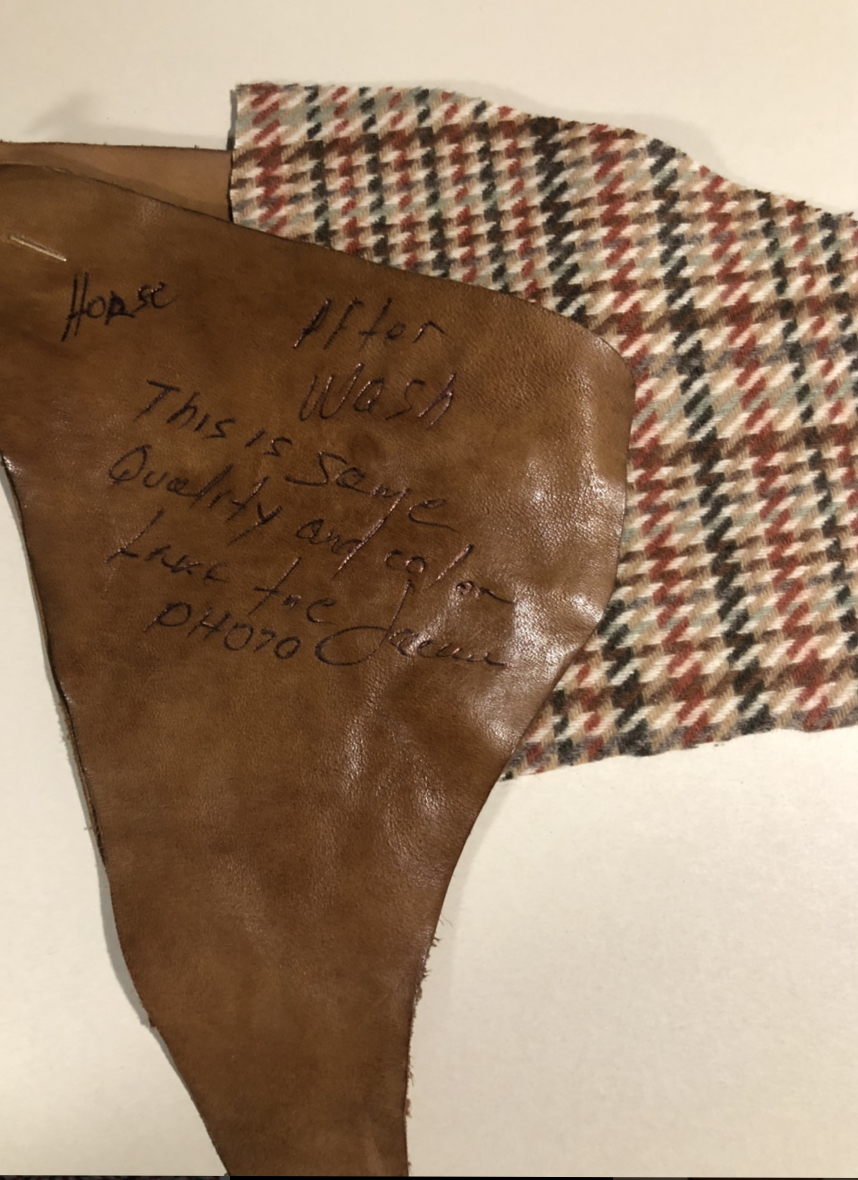 Horse
After
Wash
This is same
Quality and color
Like the
PHOTO